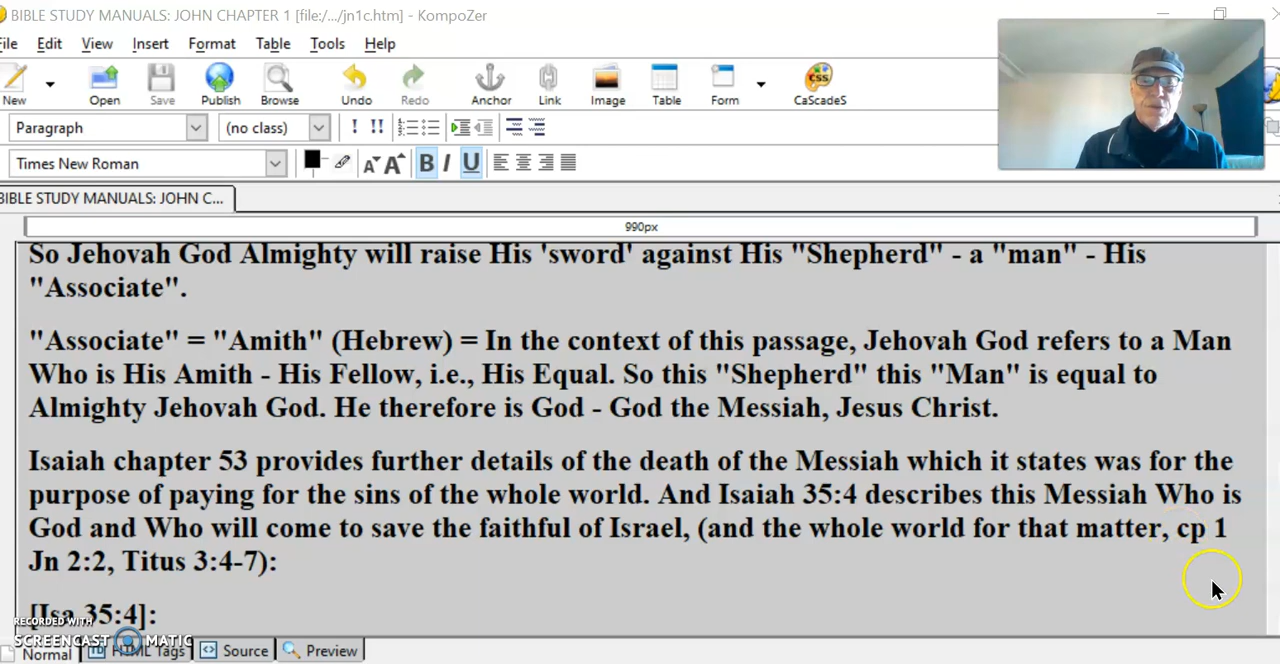 BIBLE STUDY MANUALS: JOHN CHAPTER 1 [file:/.../jn1c.htm] - KompoZer
File Edit View Insert Format Table Tools Help
New Open Save Publish Browse Undo Redo Anchor Link Image Table Form CaScadeS
Paragraph (no class) ! !!
Times New Roman B I U
BIBLE STUDY MANUALS: JOHN C...
990px
So Jehovah God Almighty will raise His 'sword' against His "Shepherd" - a "man" - His
"Associate".
"Associate" = "Amith" (Hebrew) = In the context of this passage, Jehovah God refers to a Man
Who is His Amith - His Fellow, i.e., His Equal. So this "Shepherd" this "Man" is equal to
Almighty Jehovah God. He therefore is God - God the Messiah, Jesus Christ.
Isaiah chapter 53 provides further details of the death of the Messiah which it states was for the
purpose of paying for the sins of the whole world. And Isaiah 35:4 describes this Messiah Who is
God and Who will come to save the faithful of Israel, (and the whole world for that matter, cp 1
Jn 2:2, Titus 3:4-7):
[Isa 35:4]:
RECORDED WITH
SCREENCAST MATIC
Normal HTML Tags Source Preview